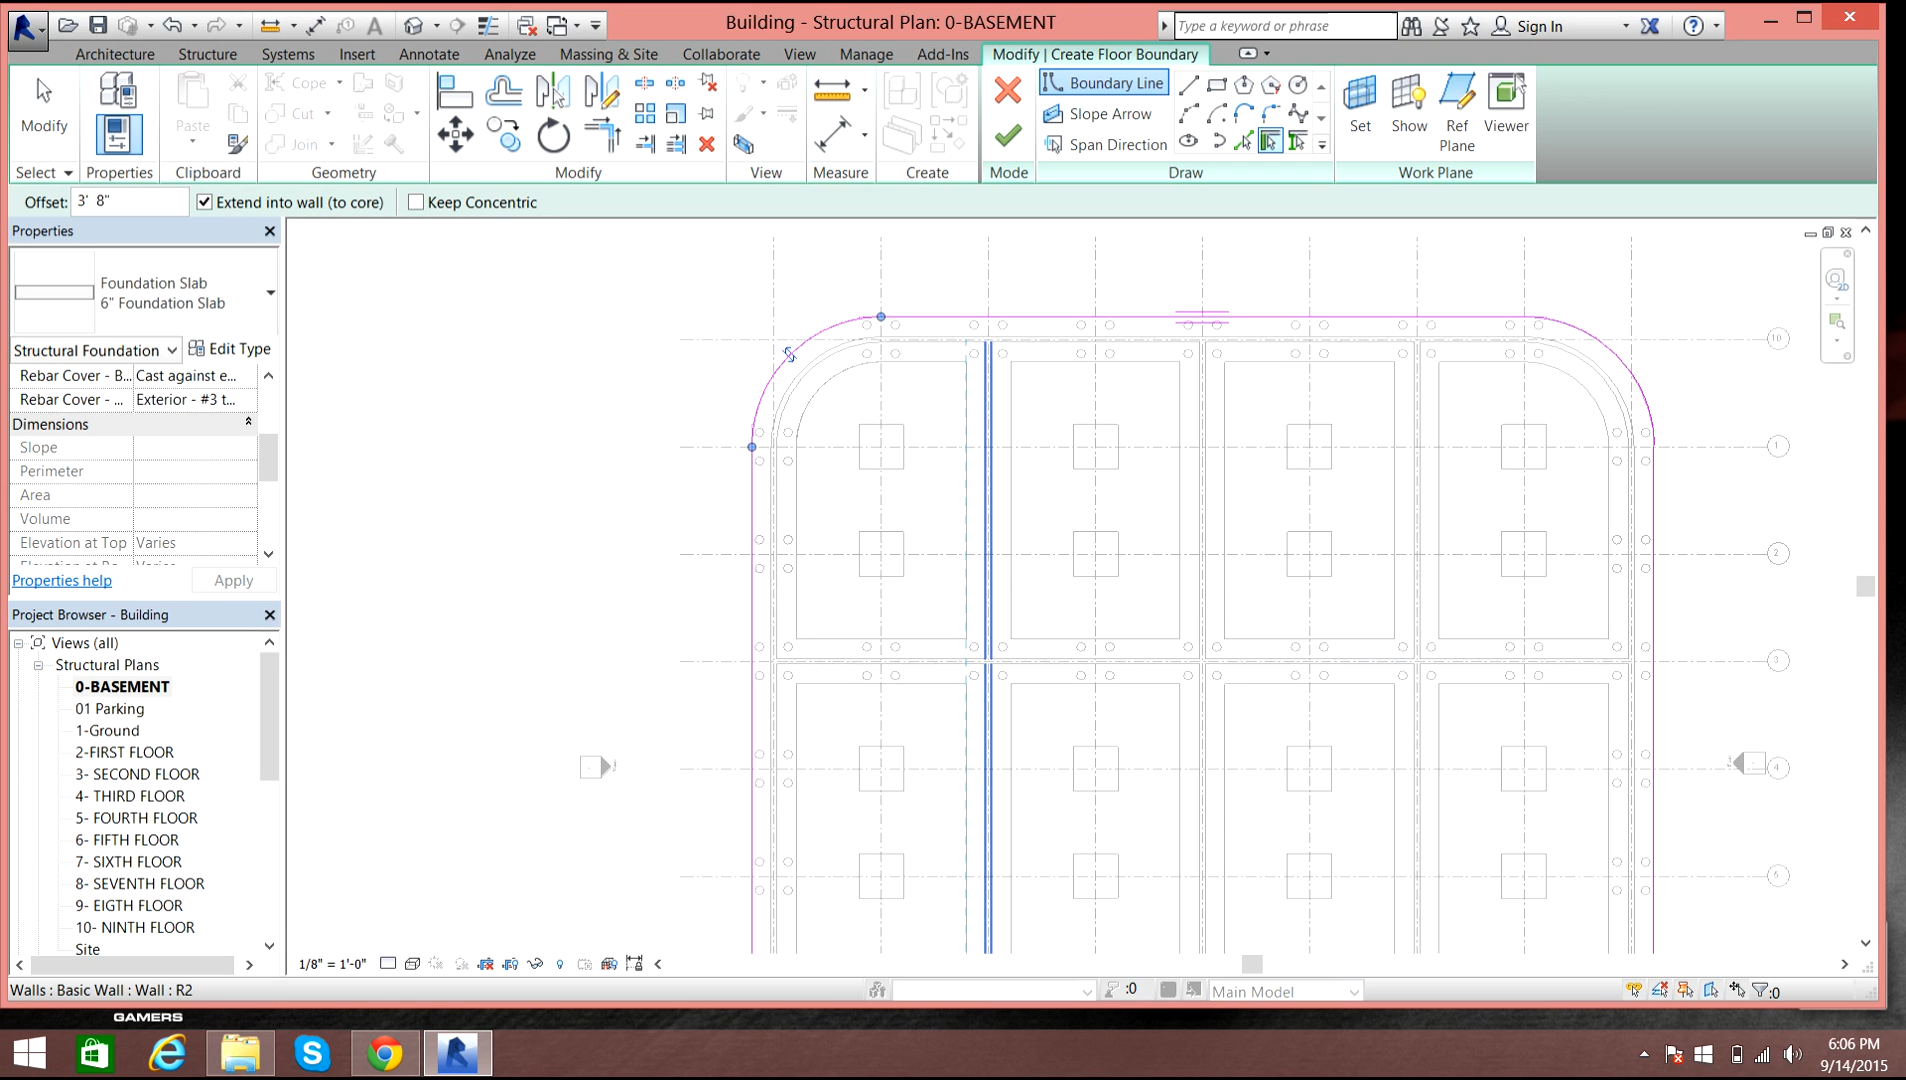 Building - Structural Plan: 0-BASEMENT
Type a keyword or phrase
Sign In
Architecture Structure Systems Insert Annotate Analyze Massing & Site Collaborate View Manage Add-Ins Modify | Create Floor Boundary
Modify
Paste
Cope
Cut
Join
Boundary Line
Slope Arrow
Span Direction
Set Show Ref Plane Viewer
Select Properties Clipboard Geometry Modify View Measure Create Mode Draw Work Plane
Offset: 3' 8" Extend into wall (to core) Keep Concentric
Properties
Foundation Slab
6" Foundation Slab
Structural Foundation Edit Type
Rebar Cover - B... Cast against e...
Rebar Cover - ... Exterior - #3 t...
Dimensions
Slope
Perimeter
Area
Volume
Elevation at Top Varies
Properties help Apply
Project Browser - Building
Views (all)
Structural Plans
0-BASEMENT
01 Parking
1-Ground
2-FIRST FLOOR
3- SECOND FLOOR
4- THIRD FLOOR
5- FOURTH FLOOR
6- FIFTH FLOOR
7- SIXTH FLOOR
8- SEVENTH FLOOR
9- EIGTH FLOOR
10- NINTH FLOOR
Site
10
1
2
3
4
1/8" = 1'-0"
Walls : Basic Wall : Wall : R2
:0
Main Model
:0
GAMERS
6:06 PM
9/14/2015